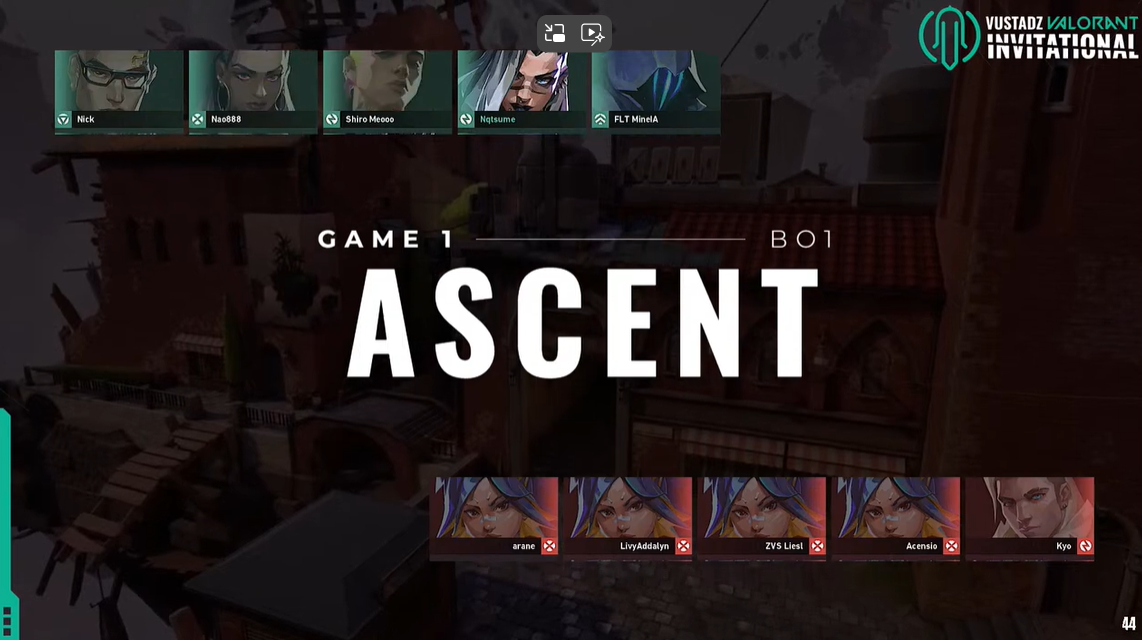 VUSTADZ VALORANT
INVITATIONAL
Nick
Nao888
Shiro Meooo
Nqtsume
FLT MinelA
GAME 1
BO1
ASCENT
arane
LivyAddalyn
ZVS Liesl
Acensio
Kyo
44